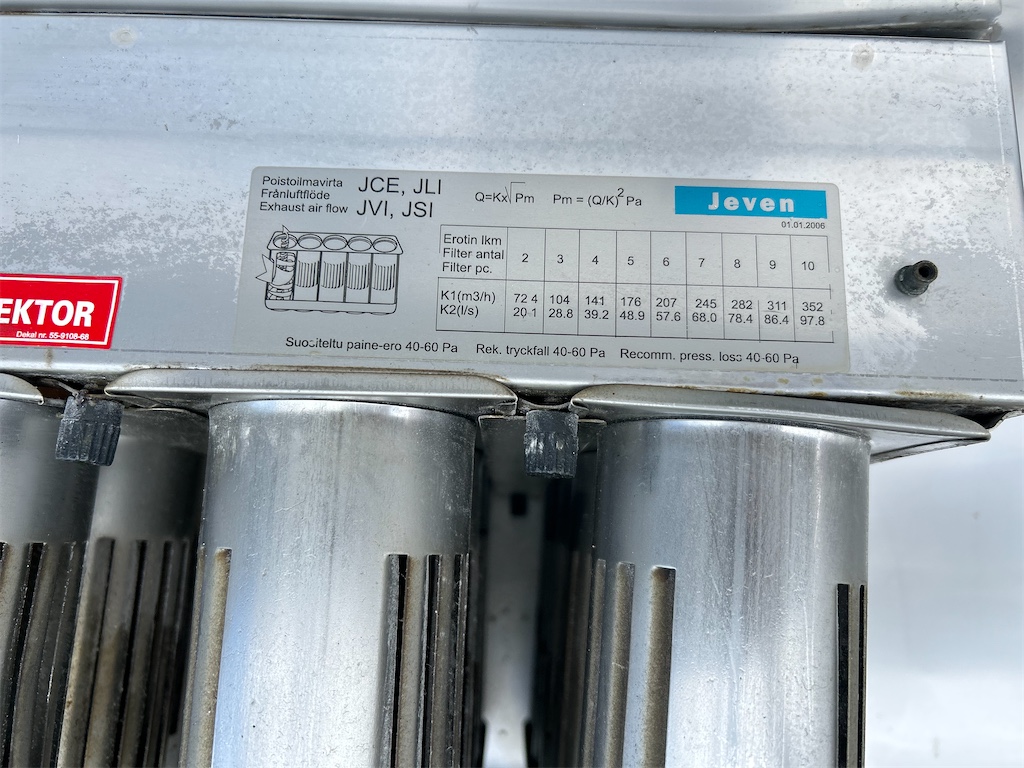 Poistoilmavirta JCE, JLI
Frånluftflöde
Exhaust air flow JVI, JSI
Q=Kx√Pm Pm = (Q/K)² Pa
Jeven
01.01.2006
Erotin lkm
Filter antal
Filter pc.
2 3 4 5 6 7 8 9 10
K1(m3/h) 72.4 104 141 176 207 245 282 311 352
K2(l/s) 20.1 28.8 39.2 48.9 57.6 68.0 78.4 86.4 97.8
Suositeltu paine-ero 40-60 Pa Rek. tryckfall 40-60 Pa Recomm. press. loss 40-60 Pa
EKTOR
Dekal nr. 55-9108-68